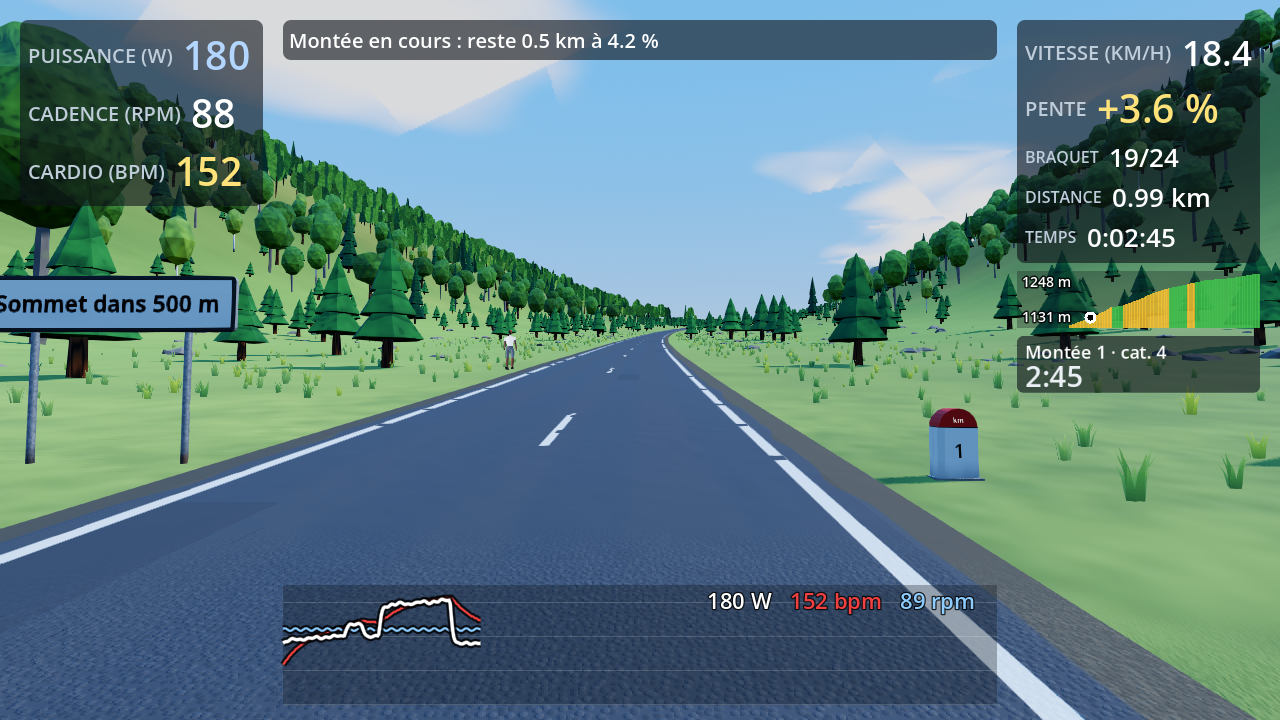 PUISSANCE (W) 180
CADENCE (RPM) 88
CARDIO (BPM) 152
Montée en cours : reste 0.5 km à 4.2 %
VITESSE (KM/H) 18.4
PENTE +3.6 %
BRAQUET 19/24
DISTANCE 0.99 km
TEMPS 0:02:45
1248 m
1131 m
Montée 1 · cat. 4
2:45
Sommet dans 500 m
km
1
180 W 152 bpm 89 rpm